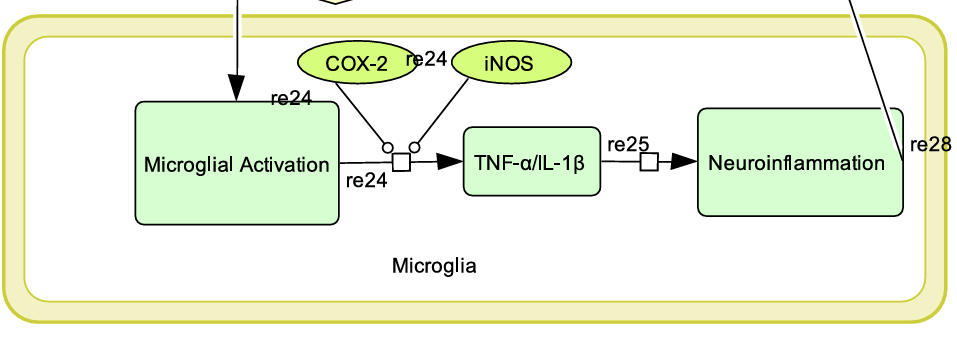 COX-2
re24
iNOS
re24
Microglial Activation
re24
TNF-α/IL-1β
re25
Neuroinflammation
re28
Microglia